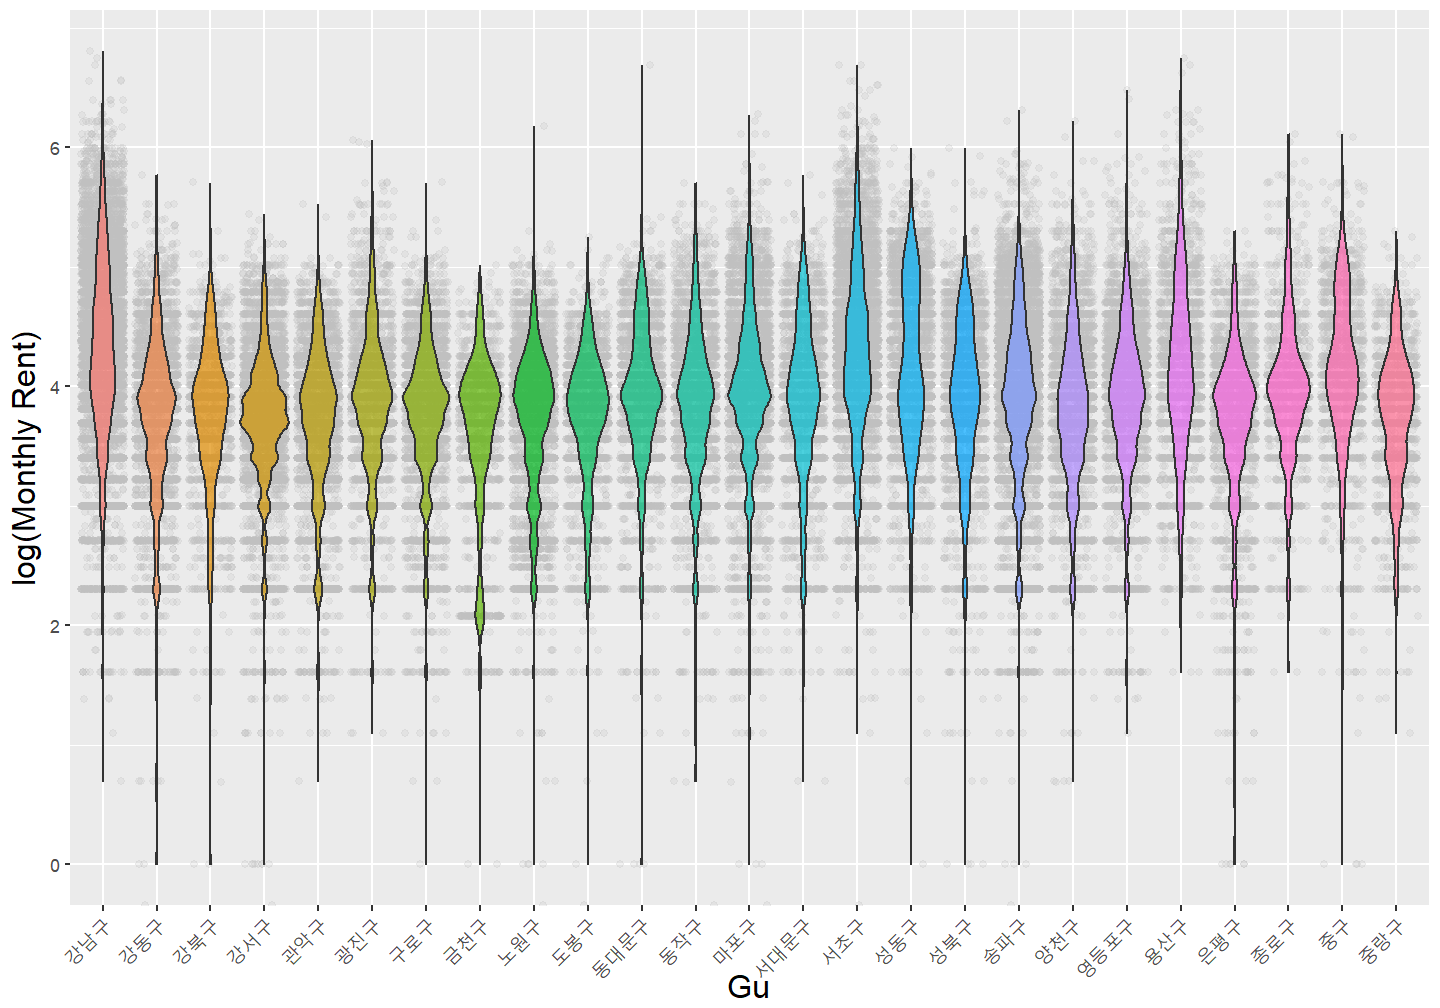 log(Monthly Rent)
6
4
2
0
강남구
강동구
강북구
강서구
관악구
광진구
구로구
금천구
노원구
도봉구
동대문구
동작구
마포구
서대문구
서초구
성동구
성북구
송파구
양천구
영등포구
용산구
은평구
종로구
중구
중랑구
Gu